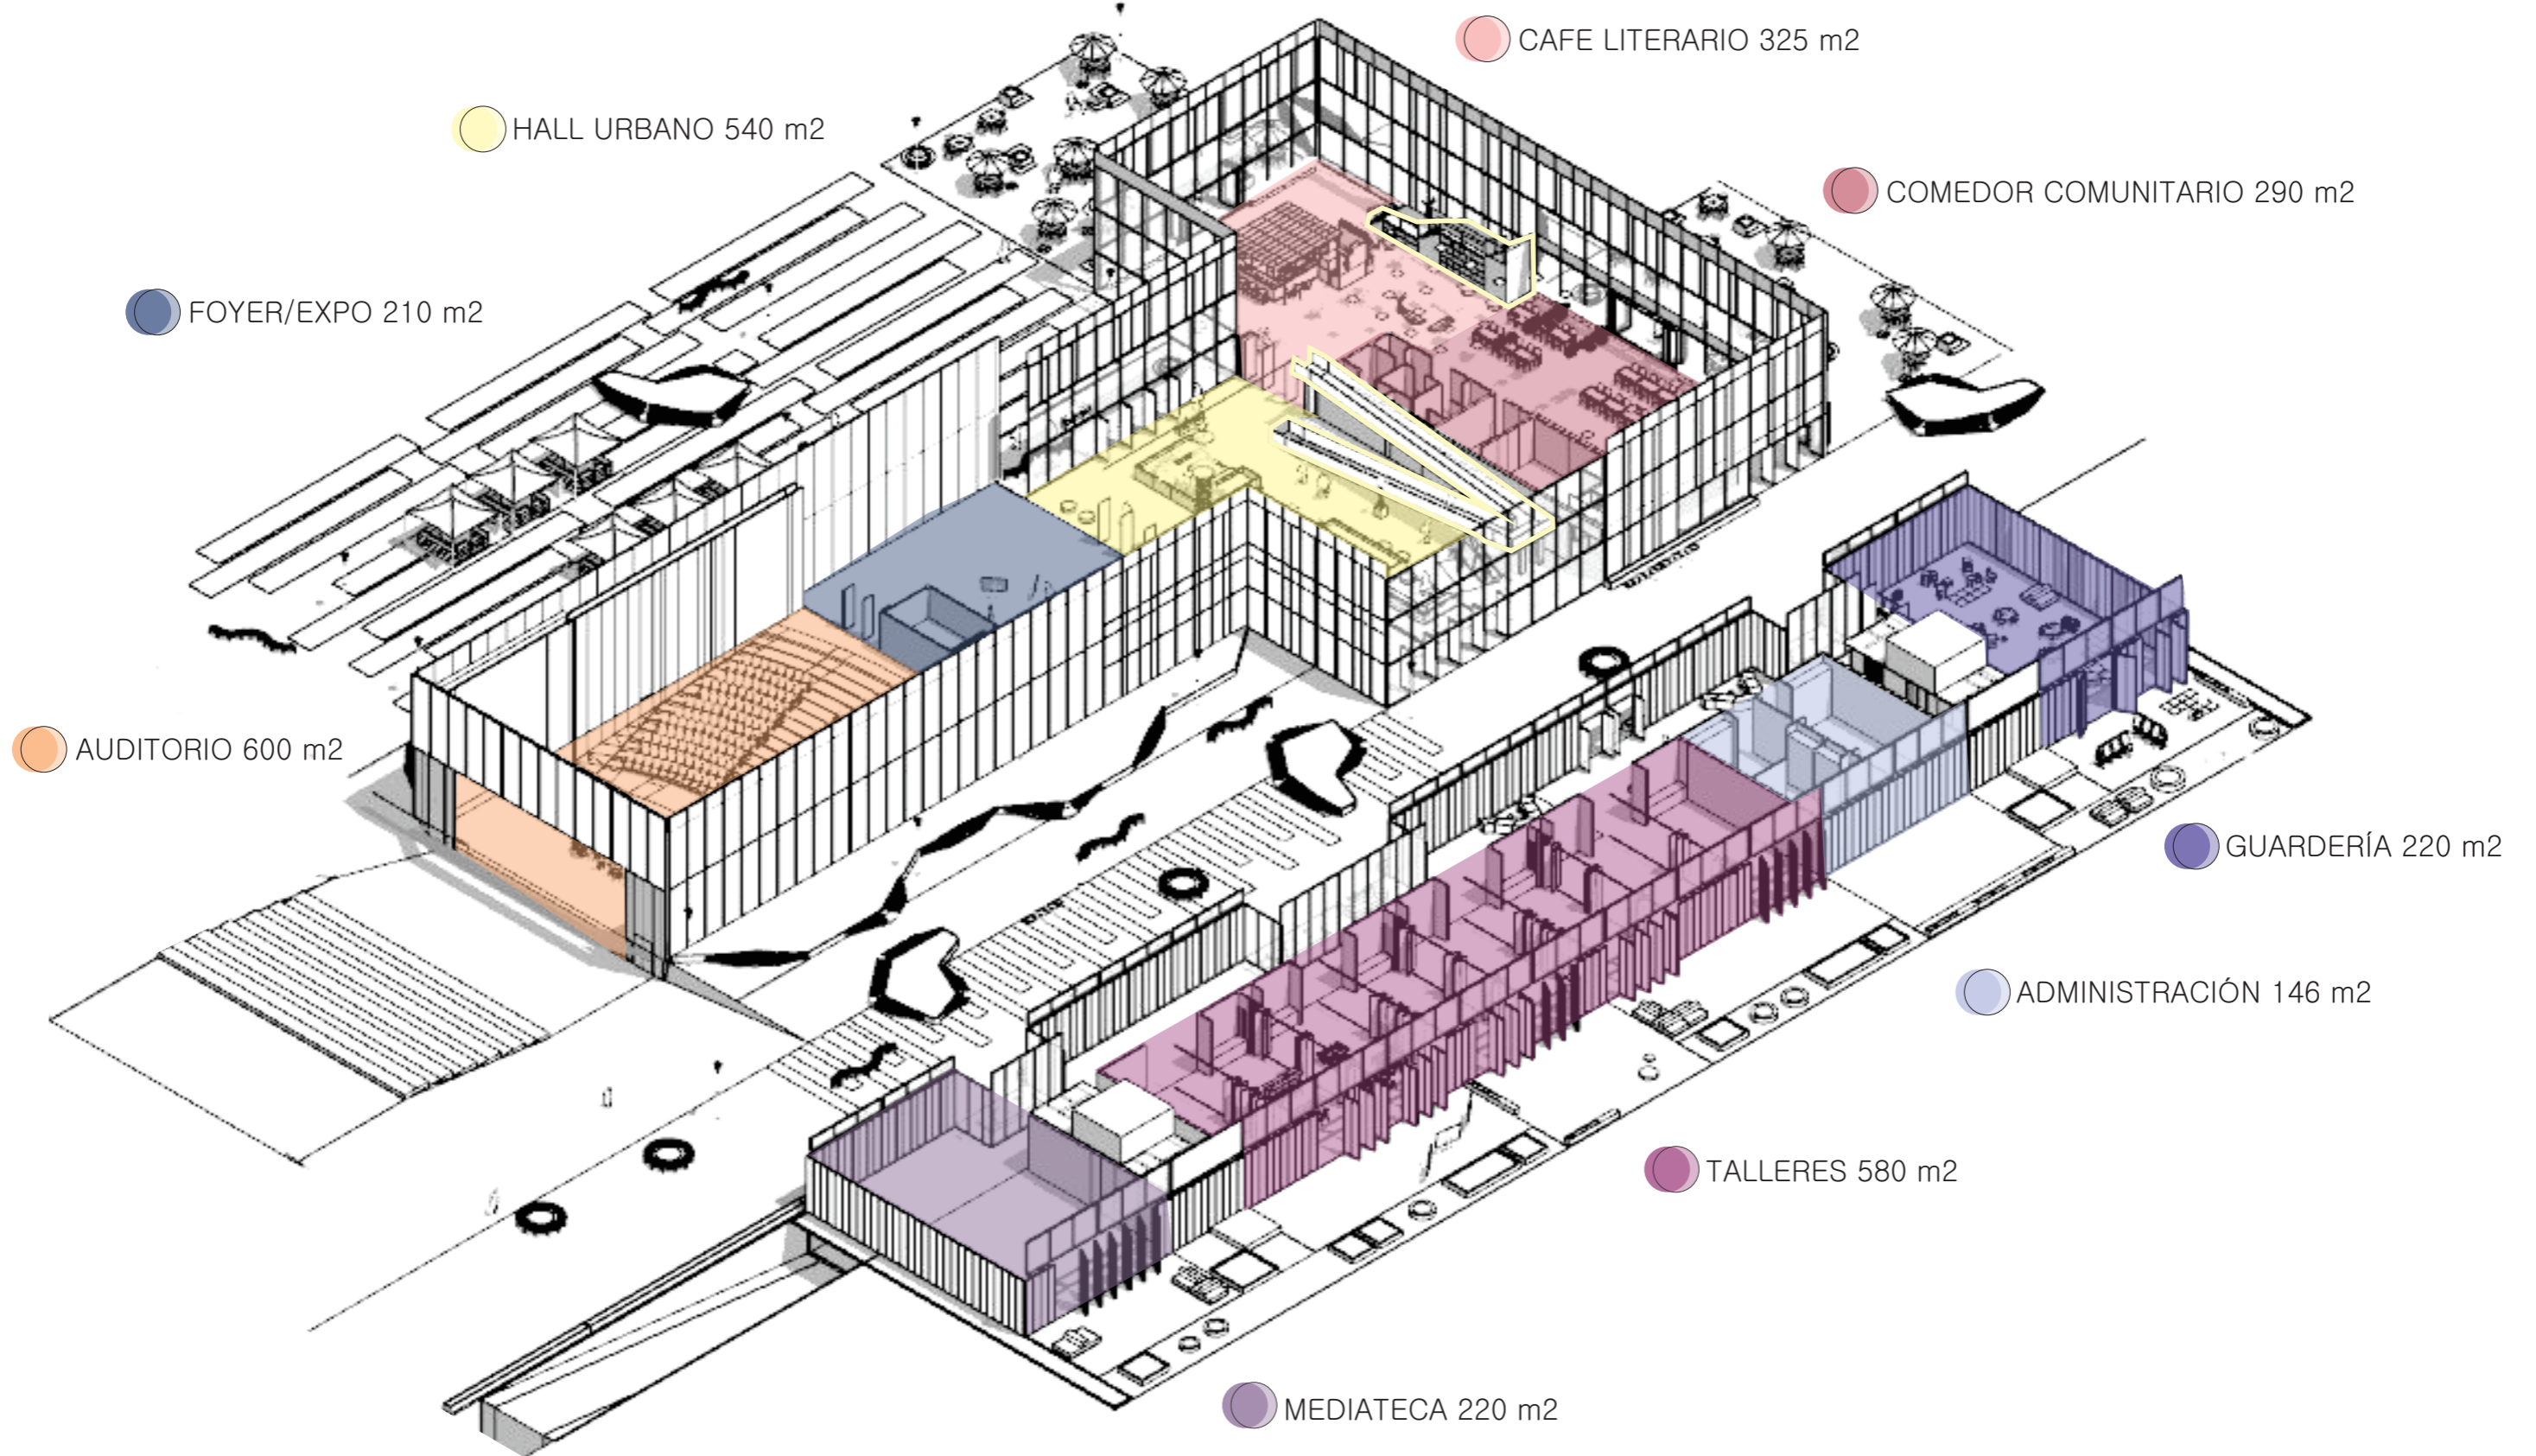 CAFE LITERARIO 325 m2
HALL URBANO 540 m2
COMEDOR COMUNITARIO 290 m2
FOYER/EXPO 210 m2
AUDITORIO 600 m2
GUARDERÍA 220 m2
ADMINISTRACIÓN 146 m2
TALLERES 580 m2
MEDIATECA 220 m2